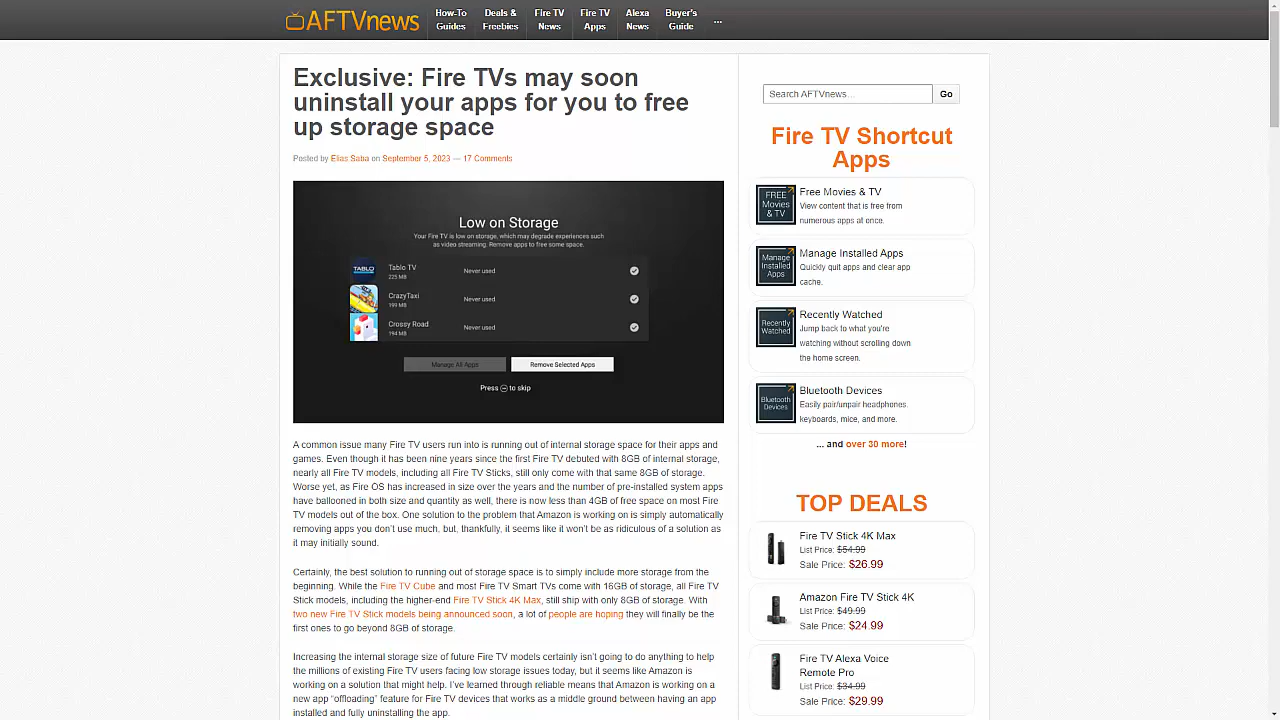 AFTVnews
How-To
Guides
Deals &
Freebies
Fire TV
News
Fire TV
Apps
Alexa
News
Buyer's
Guide
...
Exclusive: Fire TVs may soon
uninstall your apps for you to free
up storage space
Posted by Elias Saba on September 5, 2023 — 17 Comments
Low on Storage
Your Fire TV is low on storage, which may degrade experiences such
as video streaming. Remove apps to free some space.
TABLO
Tablo TV
225 MB
Never used
CrazyTaxi
199 MB
Never used
Crossy Road
194 MB
Never used
Manage All Apps
Remove Selected Apps
Press to skip
A common issue many Fire TV users run into is running out of internal storage space for their apps and
games. Even though it has been nine years since the first Fire TV debuted with 8GB of internal storage,
nearly all Fire TV models, including all Fire TV Sticks, still only come with that same 8GB of storage.
Worse yet, as Fire OS has increased in size over the years and the number of pre-installed system apps
have ballooned in both size and quantity as well, there is now less than 4GB of free space on most Fire
TV models out of the box. One solution to the problem that Amazon is working on is simply automatically
removing apps you don't use much, but, thankfully, it seems like it won't be as ridiculous of a solution as
it may initially sound.
Certainly, the best solution to running out of storage space is to simply include more storage from the
beginning. While the Fire TV Cube and most Fire TV Smart TVs come with 16GB of storage, all Fire TV
Stick models, including the higher-end Fire TV Stick 4K Max, still ship with only 8GB of storage. With
two new Fire TV Stick models being announced soon, a lot of people are hoping they will finally be the
first ones to go beyond 8GB of storage.
Increasing the internal storage size of future Fire TV models certainly isn't going to do anything to help
the millions of existing Fire TV users facing low storage issues today, but it seems like Amazon is
working on a solution that might help. I've learned through reliable means that Amazon is working on a
new app "offloading" feature for Fire TV devices that works as a middle ground between having an app
installed and fully uninstalling the app.
Search AFTVnews...
Go
Fire TV Shortcut
Apps
FREE
Movies
& TV
Free Movies & TV
View content that is free from
numerous apps at once.
Manage
Installed
Apps
Manage Installed Apps
Quickly quit apps and clear app
cache.
Recently
Watched
Recently Watched
Jump back to what you're
watching without scrolling down
the home screen.
Bluetooth
Devices
Bluetooth Devices
Easily pair/unpair headphones,
keyboards, mice, and more.
... and over 30 more!
TOP DEALS
Fire TV Stick 4K Max
List Price: $54.99
Sale Price: $26.99
Amazon Fire TV Stick 4K
List Price: $49.99
Sale Price: $24.99
Fire TV Alexa Voice
Remote Pro
List Price: $34.99
Sale Price: $29.99